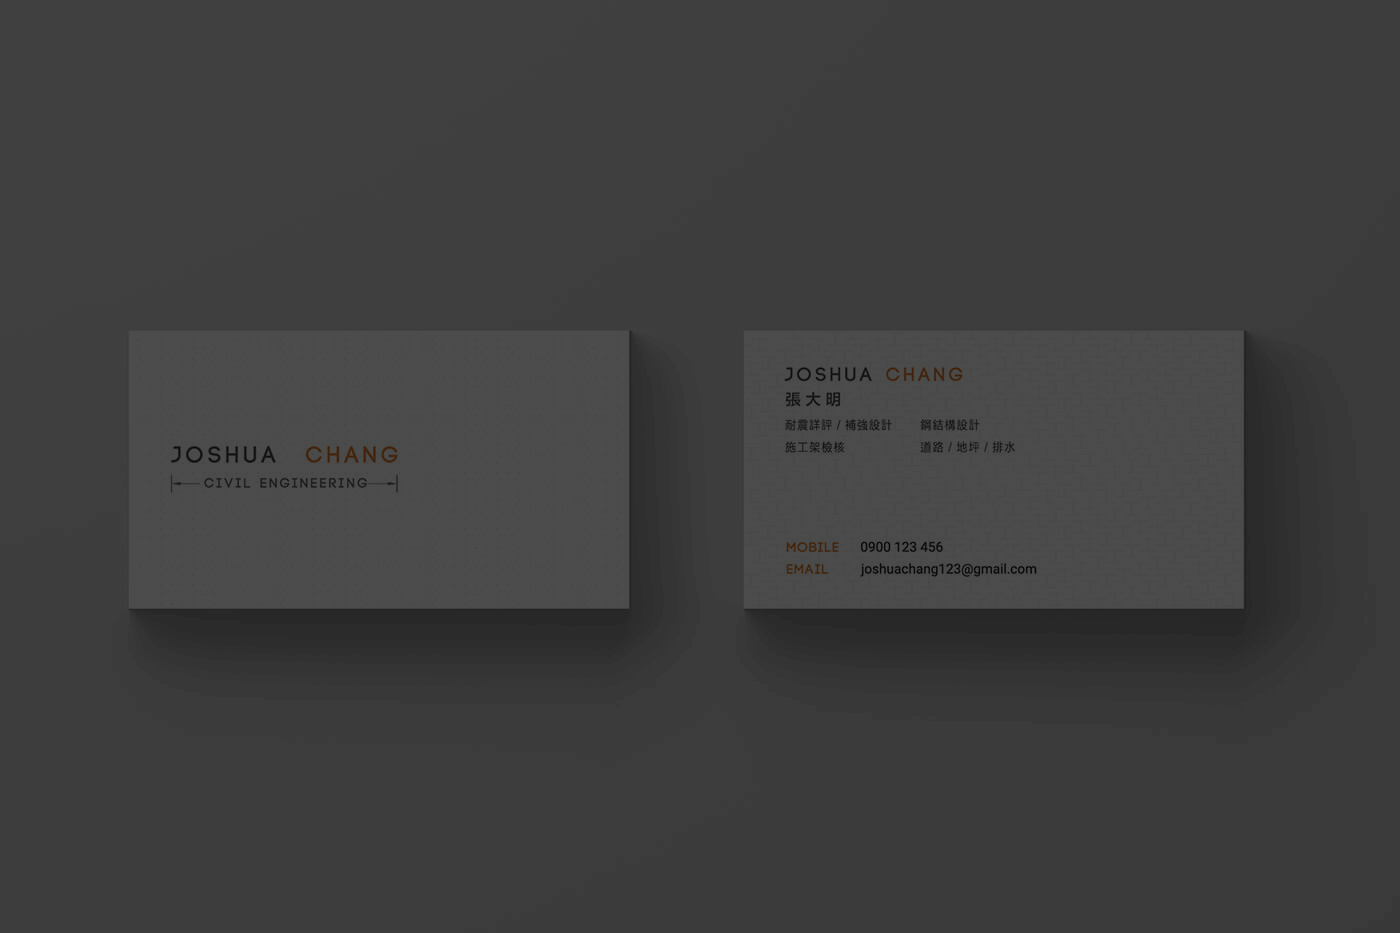 JOSHUA CHANG
CIVIL ENGINEERING
JOSHUA CHANG
張大明
耐震詳評 / 補強設計 鋼結構設計
施工架檢核 道路 / 地坪 / 排水
MOBILE 0900 123 456
EMAIL joshuachang123@gmail.com